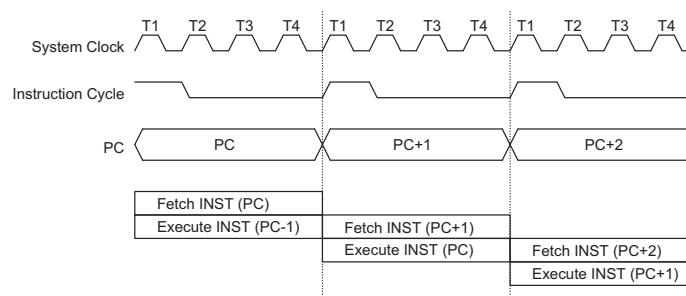 T1 T2 T3 T4 T1 T2 T3 T4 T1 T2 T3 T4
System Clock
Instruction Cycle
PC PC PC+1 PC+2
Fetch INST (PC)
Execute INST (PC-1) Fetch INST (PC+1)
Execute INST (PC) Fetch INST (PC+2)
Execute INST (PC+1)